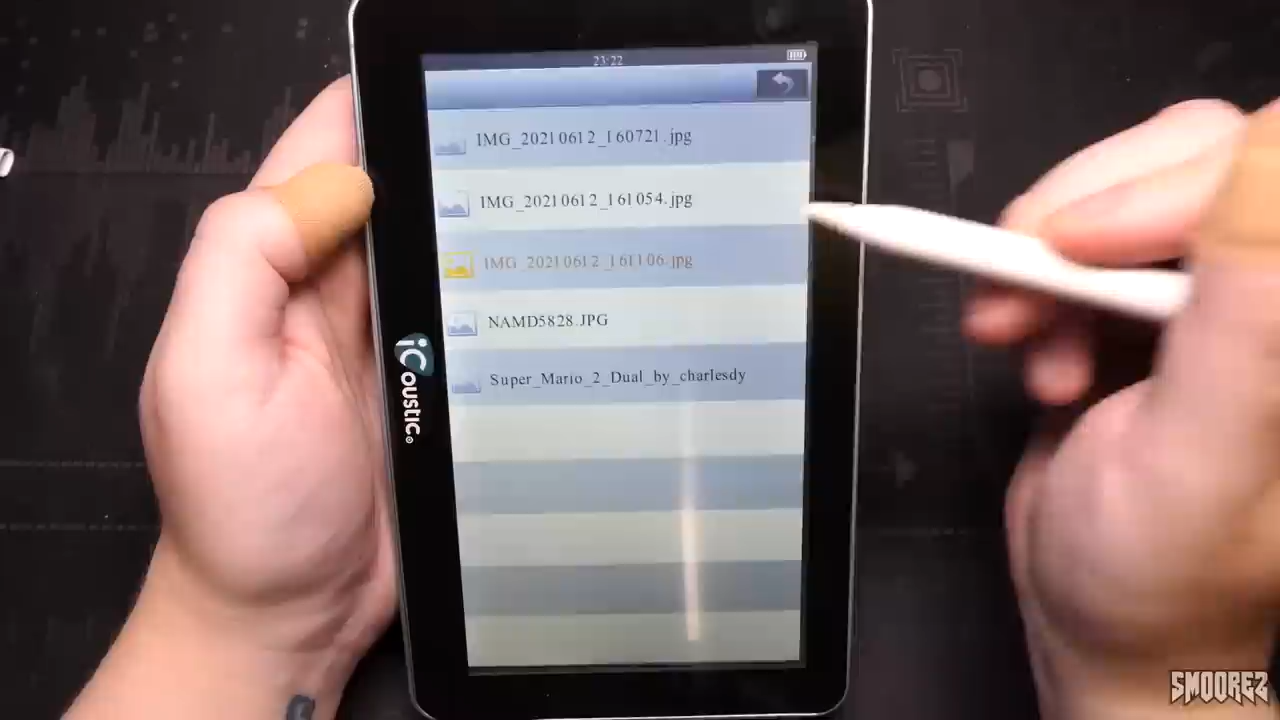 23:22
IMG_20210612_160721.jpg
IMG_20210612_161054.jpg
IMG_20210612_161106.jpg
NAMD5828.JPG
Super_Mario_2_Dual_by_charlesdy
iCoustic®
SMOOREZ